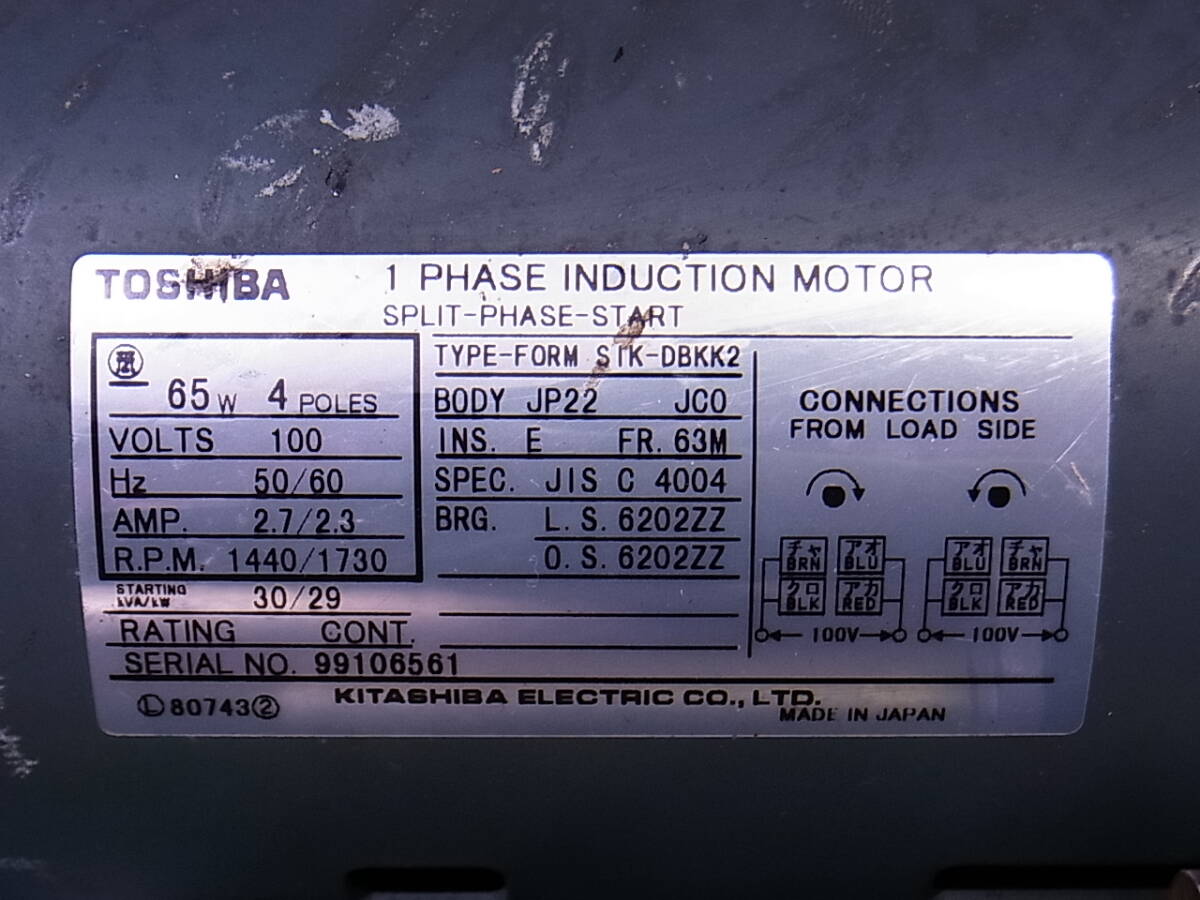 TOSHIBA
1 PHASE INDUCTION MOTOR
SPLIT-PHASE-START
65 W 4 POLES
VOLTS 100
Hz 50/60
AMP. 2.7/2.3
R.P.M. 1440/1730
STARTING
kVA/kW 30/29
RATING CONT.
SERIAL NO. 99106561
Ⓛ80743②
TYPE-FORM STK-DBKK2
BODY JP22 JC0
INS. E FR. 63M
SPEC. JIS C 4004
BRG. L. S. 6202ZZ
O. S. 6202ZZ
CONNECTIONS
FROM LOAD SIDE
チャ アオ アオ チャ
BRN BLU BLU BRN
クロ アカ クロ アカ
BLK RED BLK RED
100V 100V
KITASHIBA ELECTRIC CO., LTD.
MADE IN JAPAN